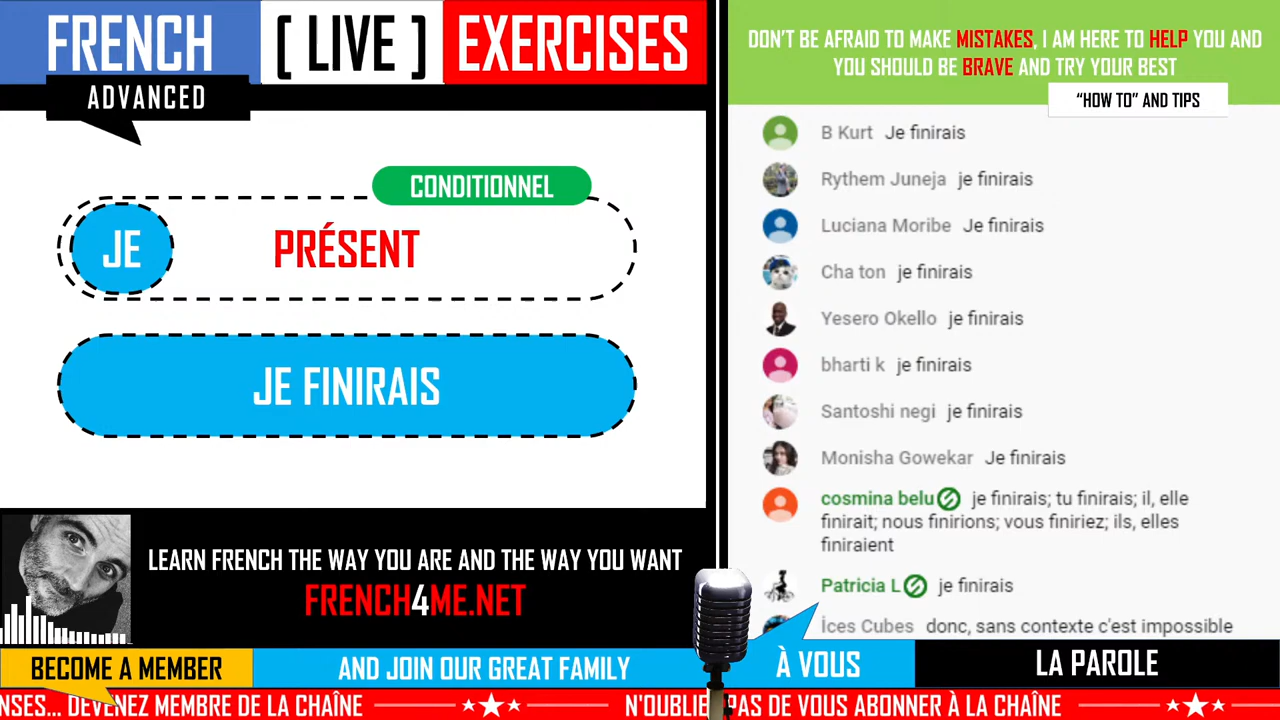 FRENCH [ LIVE ] EXERCISES
ADVANCED
CONDITIONNEL
JE PRÉSENT
JE FINIRAIS
LEARN FRENCH THE WAY YOU ARE AND THE WAY YOU WANT
FRENCH4ME.NET
BECOME A MEMBER AND JOIN OUR GREAT FAMILY
DON'T BE AFRAID TO MAKE MISTAKES, I AM HERE TO HELP YOU AND
YOU SHOULD BE BRAVE AND TRY YOUR BEST
"HOW TO" AND TIPS
B Kurt Je finirais
Rythem Juneja je finirais
Luciana Moribe Je finirais
Cha ton je finirais
Yesero Okello je finirais
bharti k je finirais
Santoshi negi je finirais
Monisha Gowekar Je finirais
cosmina belu je finirais; tu finirais; il, elle
finirait; nous finirions; vous finiriez; ils, elles
finiraient
Patricia L je finirais
İces Cubes donc, sans contexte c'est impossible
À VOUS LA PAROLE
NSES... DEVENEZ MEMBRE DE LA CHAÎNE N'OUBLIE PAS DE VOUS ABONNER À LA CHAÎNE